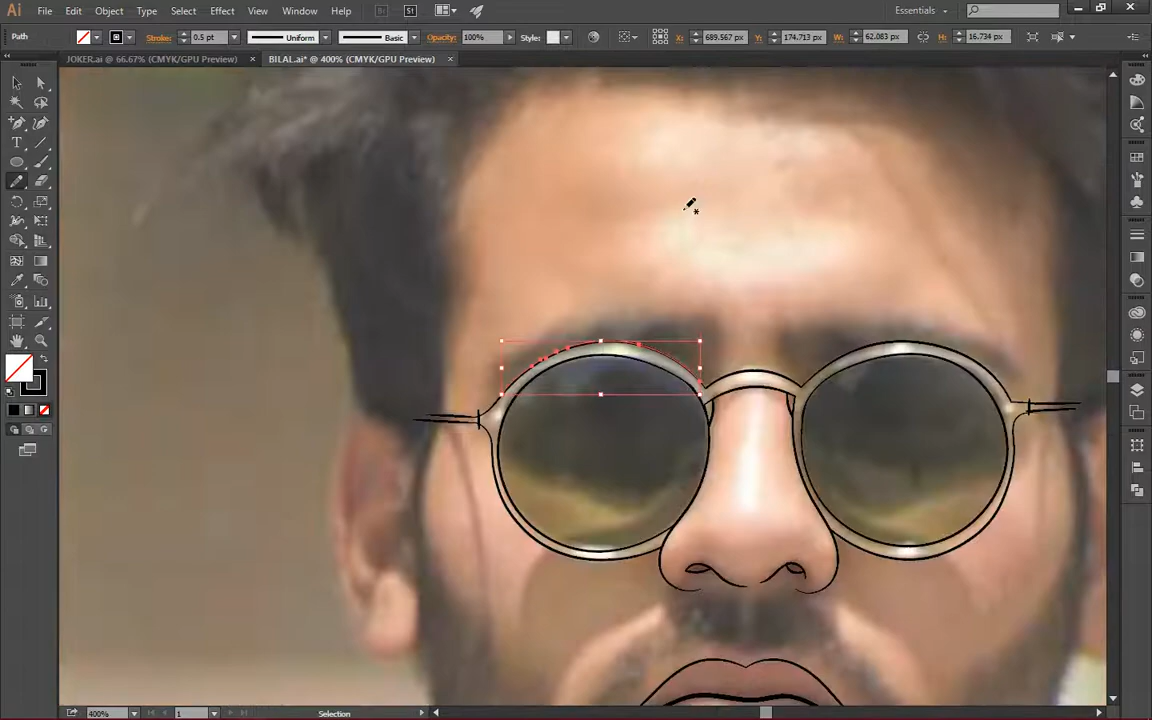 Ai File Edit Object Type Select Effect View Window Help Br St Essentials
Path Stroke: 0.5 pt Uniform Basic Opacity: 100% Style: X: 689.567 px Y: 174.713 px W: 62.083 px H: 16.734 px
JOKER.ai @ 66.67% (CMYK/GPU Preview) × BILAL.ai* @ 400% (CMYK/GPU Preview) ×
T
400% 1 Selection